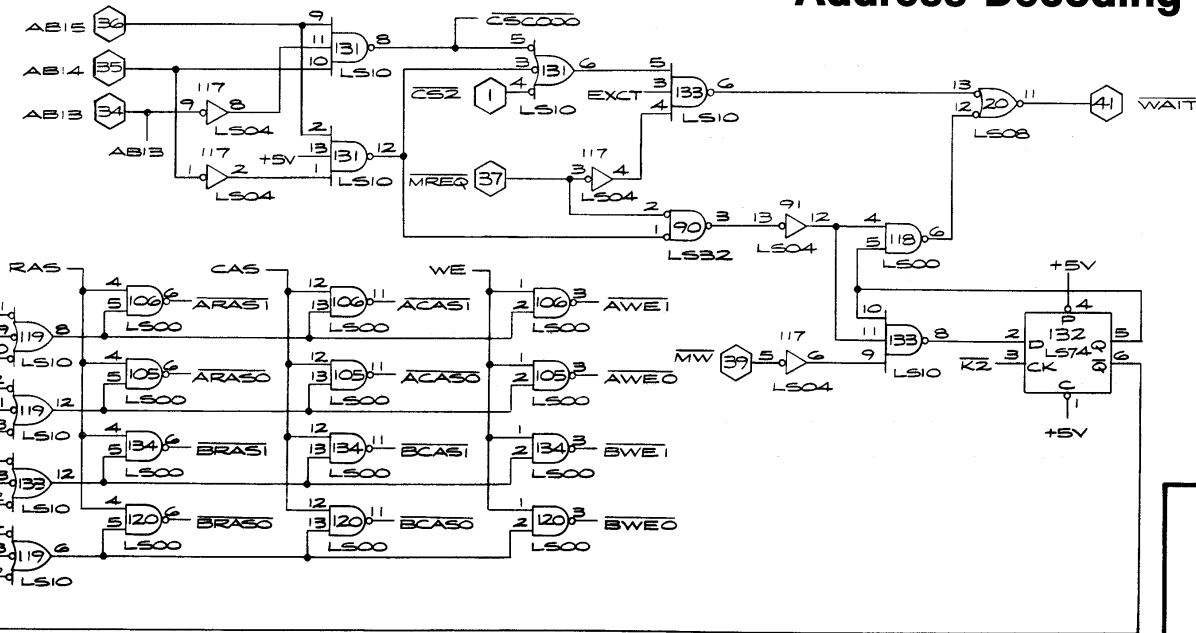 Address Decoding
AB15 36
9
11
10
131
8
LS10
CSC000
AB14 35
AB13 34
117
9
8
LS04
AB13
117
1
2
LS04
2
+5V 13
1
131
12
LS10
CS2 1
5
3
4
131
6
LS10
EXCT
5
3
4
133
6
LS10
MREQ 37
117
3
4
LS04
2
1
90
3
LS32
91
13
12
LS04
4
5
118
6
LS00
13
12
20
11
LS08
41 WAIT
MW 39
117
5
6
LS04
10
11
9
133
8
LS10
+5V
4
P
132
2 D LS74 Q 5
K2 3 CK Q 6
C
1
+5V
RAS
CAS
WE
4
5
106
6
ARAS1
LS00
12
13
106
11
ACAS1
LS00
1
2
106
3
AWE1
LS00
119
8
LS10
4
5
105
6
ARAS0
LS00
12
13
105
11
ACAS0
LS00
1
2
105
3
AWE0
LS00
119
12
LS10
4
5
134
6
BRAS1
LS00
12
13
134
11
BCAS1
LS00
1
2
134
3
BWE1
LS00
133
12
LS10
4
5
120
6
BRAS0
LS00
12
13
120
11
BCAS0
LS00
1
2
120
3
BWE0
LS00
119
6
LS10